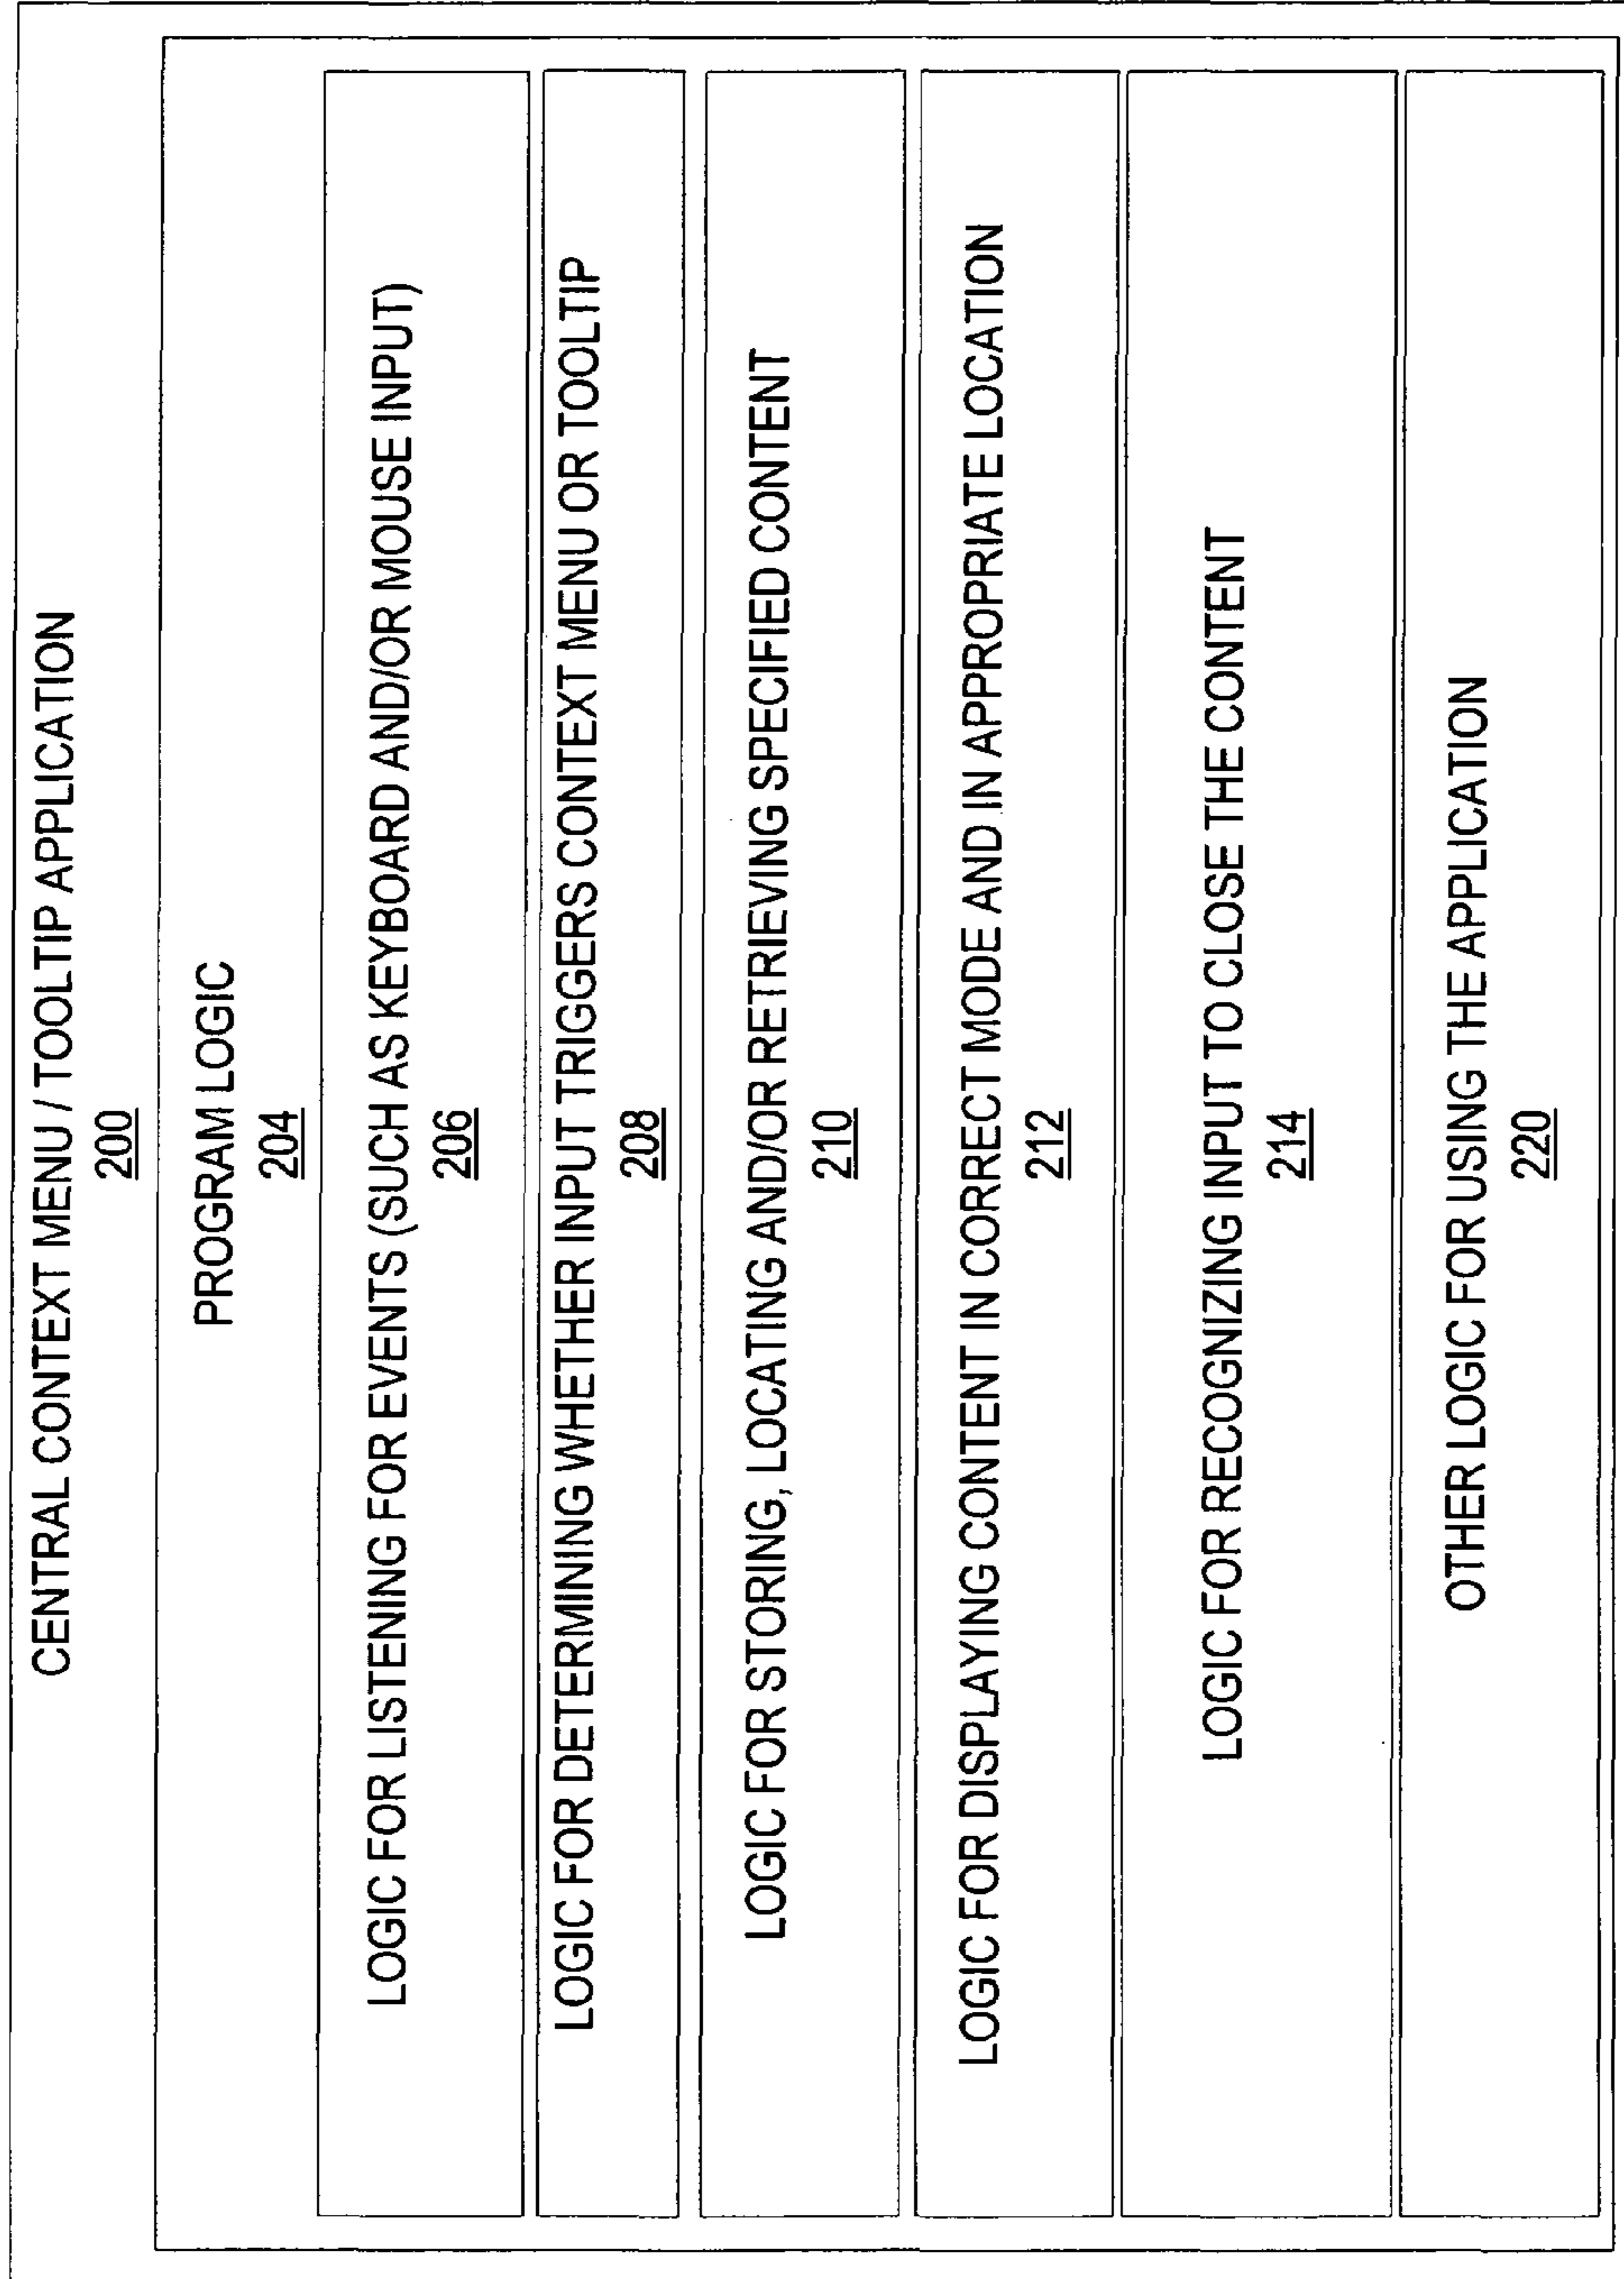 CENTRAL CONTEXT MENU / TOOLTIP APPLICATION
200
PROGRAM LOGIC
204
LOGIC FOR LISTENING FOR EVENTS (SUCH AS KEYBOARD AND/OR MOUSE INPUT)
206
LOGIC FOR DETERMINING WHETHER INPUT TRIGGERS CONTEXT MENU OR TOOLTIP
208
LOGIC FOR STORING, LOCATING AND/OR RETRIEVING SPECIFIED CONTENT
210
LOGIC FOR DISPLAYING CONTENT IN CORRECT MODE AND IN APPROPRIATE LOCATION
212
LOGIC FOR RECOGNIZING INPUT TO CLOSE THE CONTENT
214
OTHER LOGIC FOR USING THE APPLICATION
220